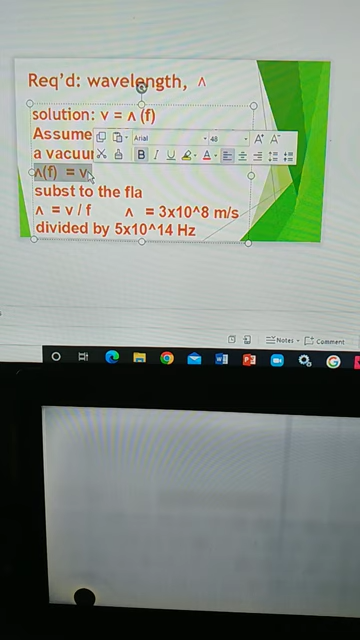 Req'd: wavelength, ^
solution: v = ʌ (f)
Assume
a vacuu
ʌ(f) = v
subst to the fla
ʌ = v / f ʌ = 3x10^8 m/s
divided by 5x10^14 Hz
Arial 48 A A
B I U A
Notes Comment